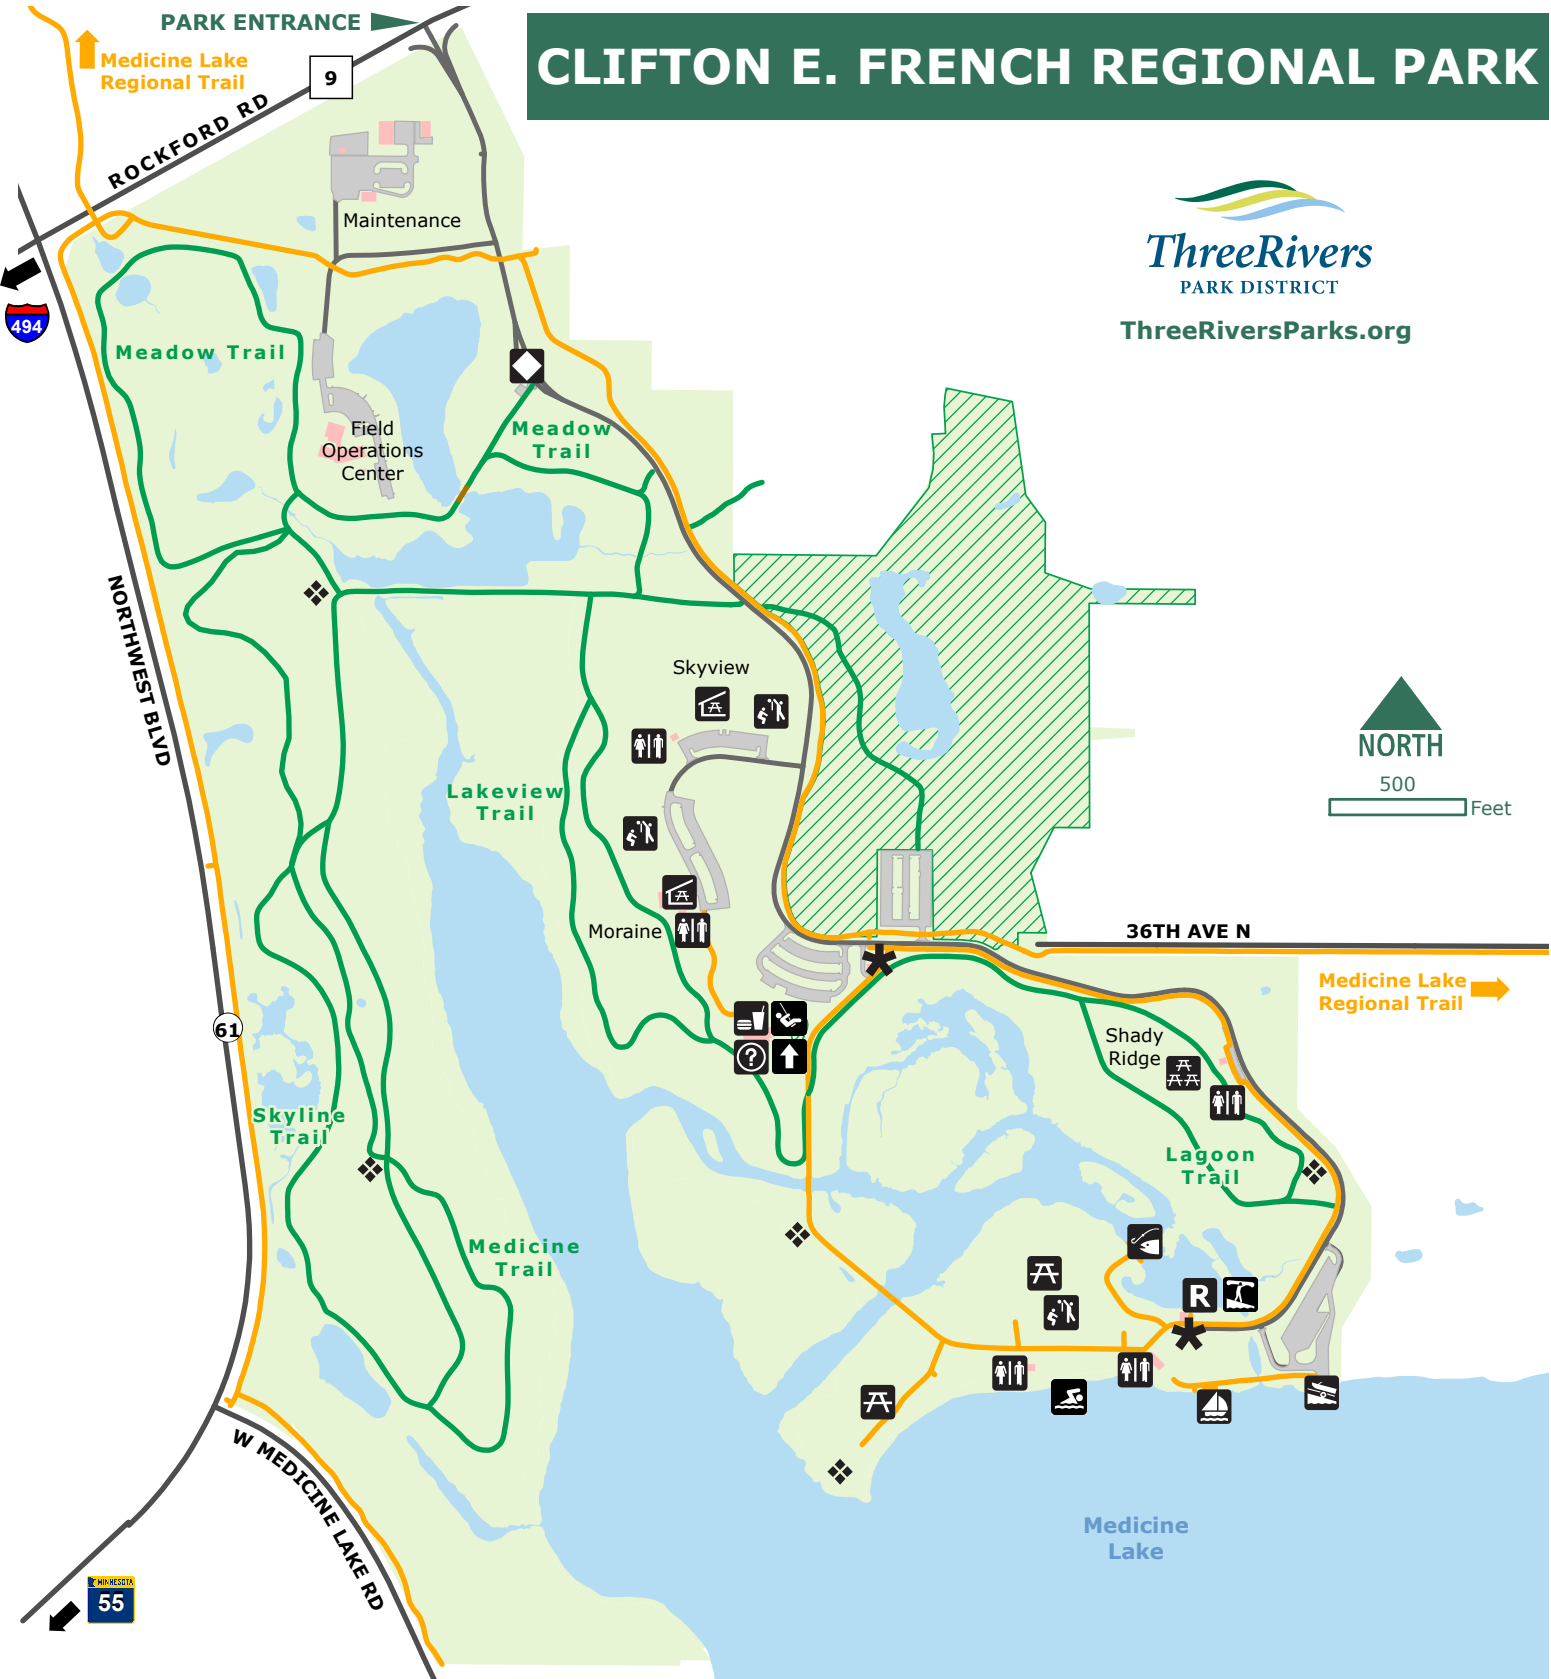 PARK ENTRANCE
CLIFTON E. FRENCH REGIONAL PARK
Medicine Lake
Regional Trail
9
ROCKFORD RD
Maintenance
ThreeRivers
PARK DISTRICT
ThreeRiversParks.org
494
Meadow Trail
Field
Operations
Center
Meadow
Trail
NORTHWEST BLVD
Skyview
NORTH
500
Feet
Lakeview
Trail
Moraine
36TH AVE N
Medicine Lake
Regional Trail
61
?
Shady
Ridge
Skyline
Trail
Lagoon
Trail
Medicine
Trail
R
W MEDICINE LAKE RD
Medicine
Lake
MINNESOTA
55